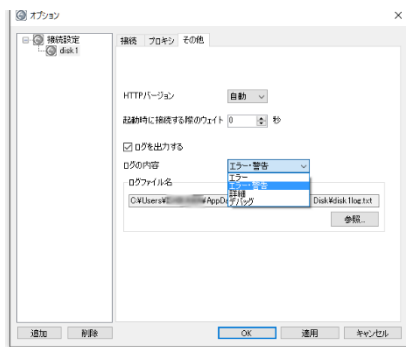 オプション
接続設定
disk1
接続 プロキシ その他
HTTPバージョン 自動
起動時に接続する際のウェイト 0 秒
ログを出力する
ログの内容 エラー・警告
エラー
エラー・警告
詳細
デバッグ
ログファイル名
C:¥Users¥ ¥AppDa Disk¥disk1log.txt
参照...
追加 削除 OK 適用 キャンセル